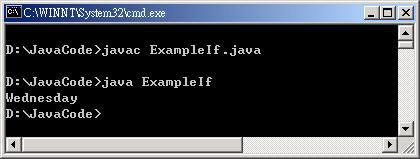 C:\WINNT\System32\cmd.exe
D:\JavaCode>javac ExampleIf.java
D:\JavaCode>java ExampleIf
Wednesday
D:\JavaCode>